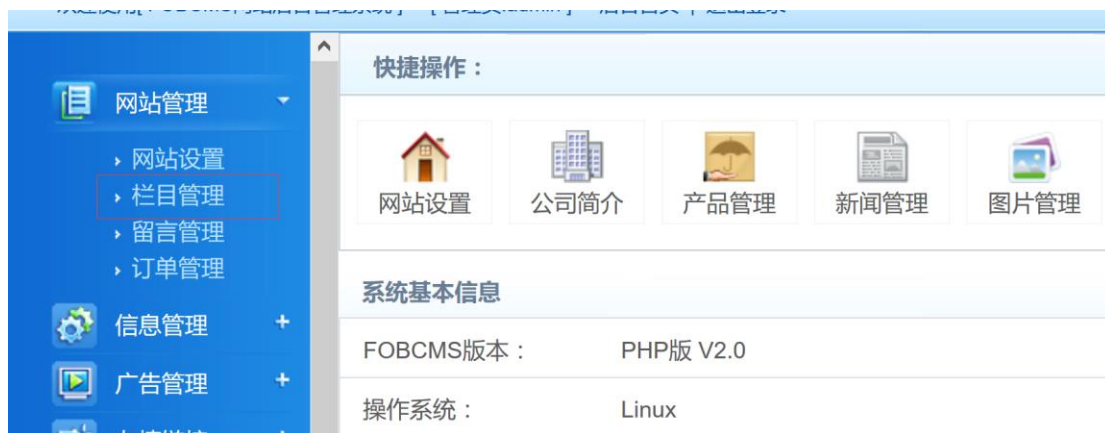 快捷操作：
网站管理
网站设置
栏目管理
留言管理
订单管理
信息管理
+
广告管理
+
网站设置
公司简介
产品管理
新闻管理
图片管理
系统基本信息
FOBCMS版本：
PHP版 V2.0
操作系统：
Linux